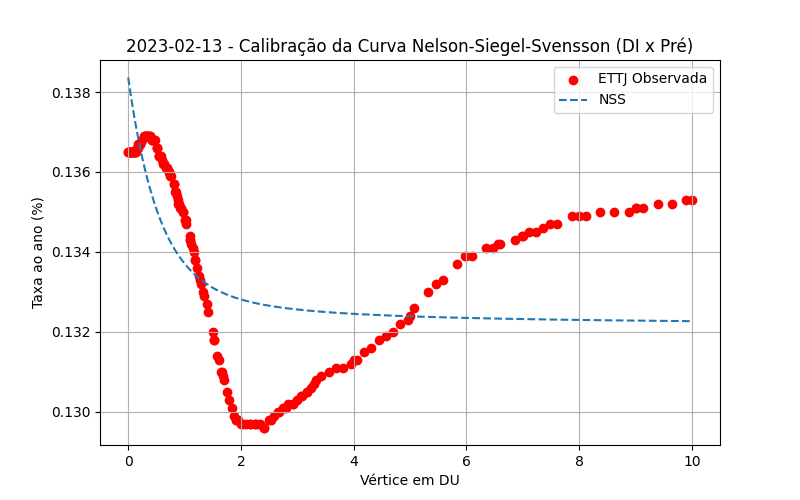 2023-02-13 - Calibração da Curva Nelson-Siegel-Svensson (DI x Pré)
ETTJ Observada
NSS
Taxa ao ano (%)
0.138
0.136
0.134
0.132
0.130
0 2 4 6 8 10
Vértice em DU